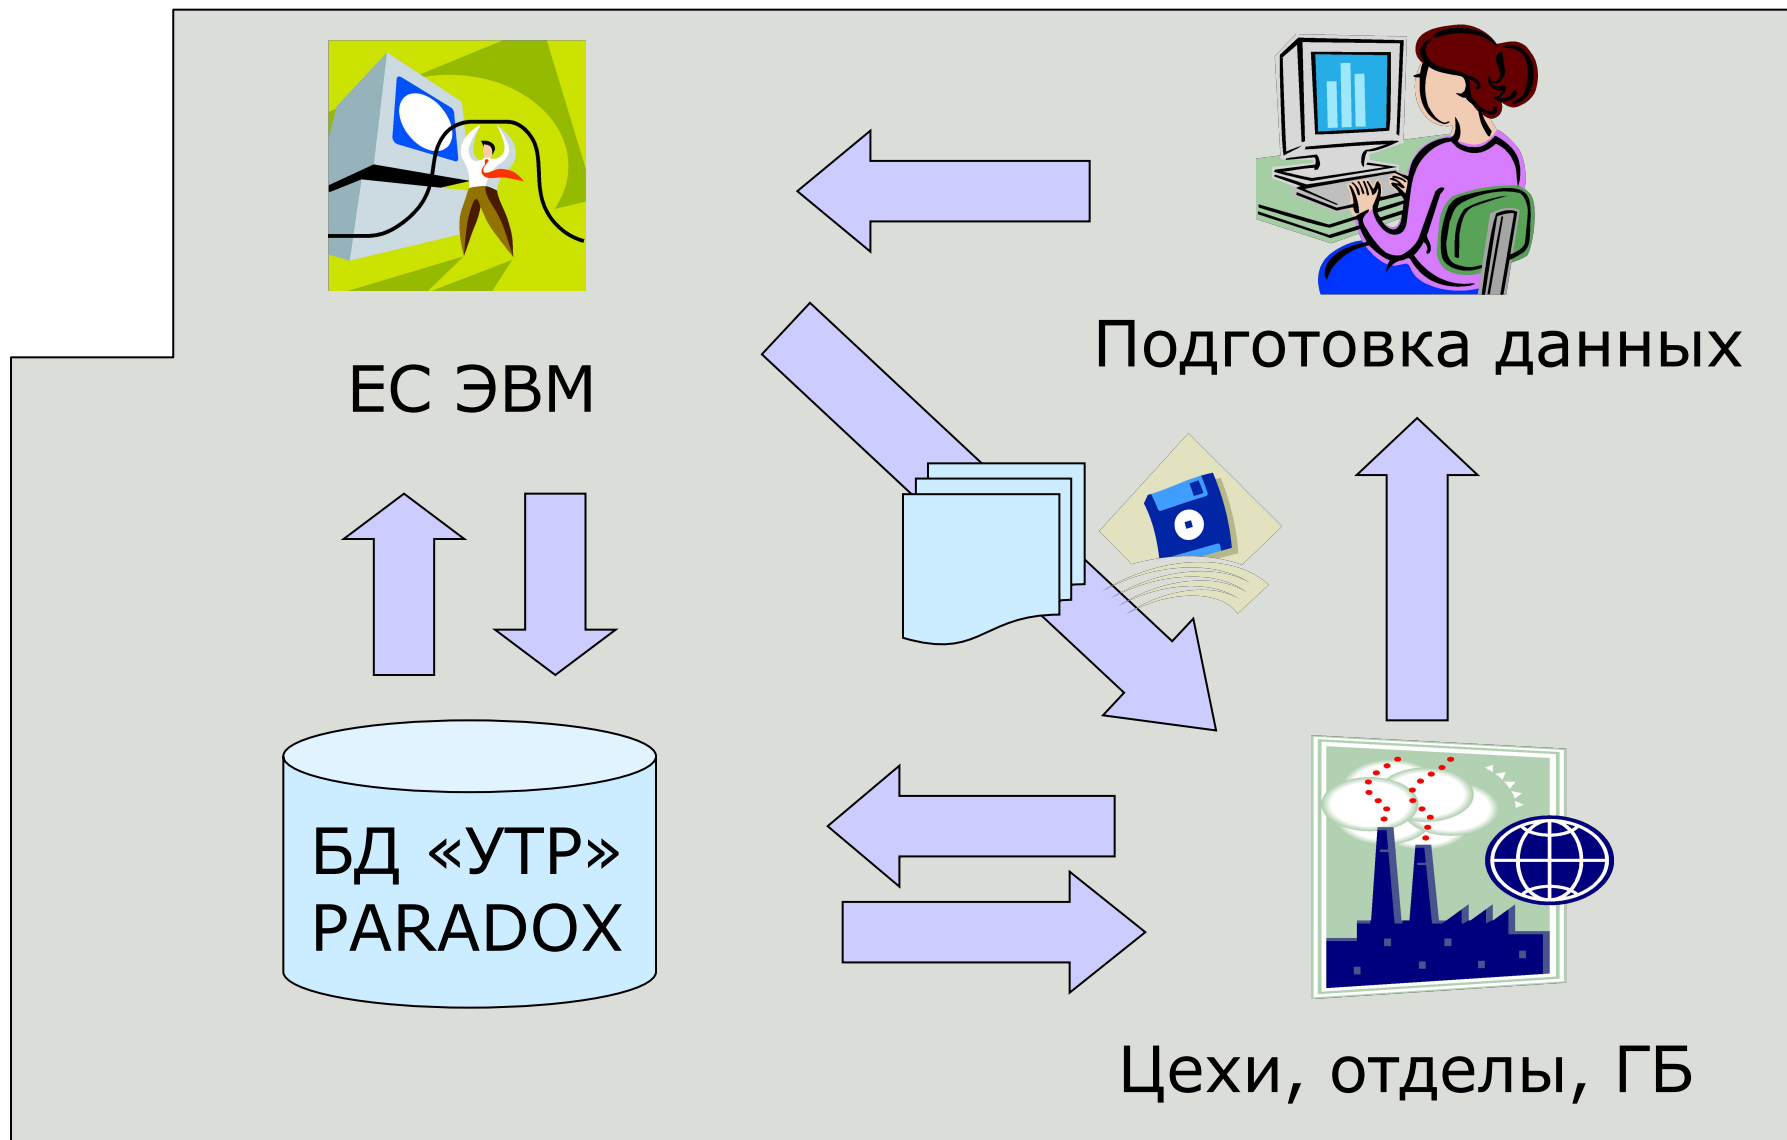 Подготовка данных
ЕС ЭВМ
БД «УТР»
PARADOX
Цехи, отделы, ГБ